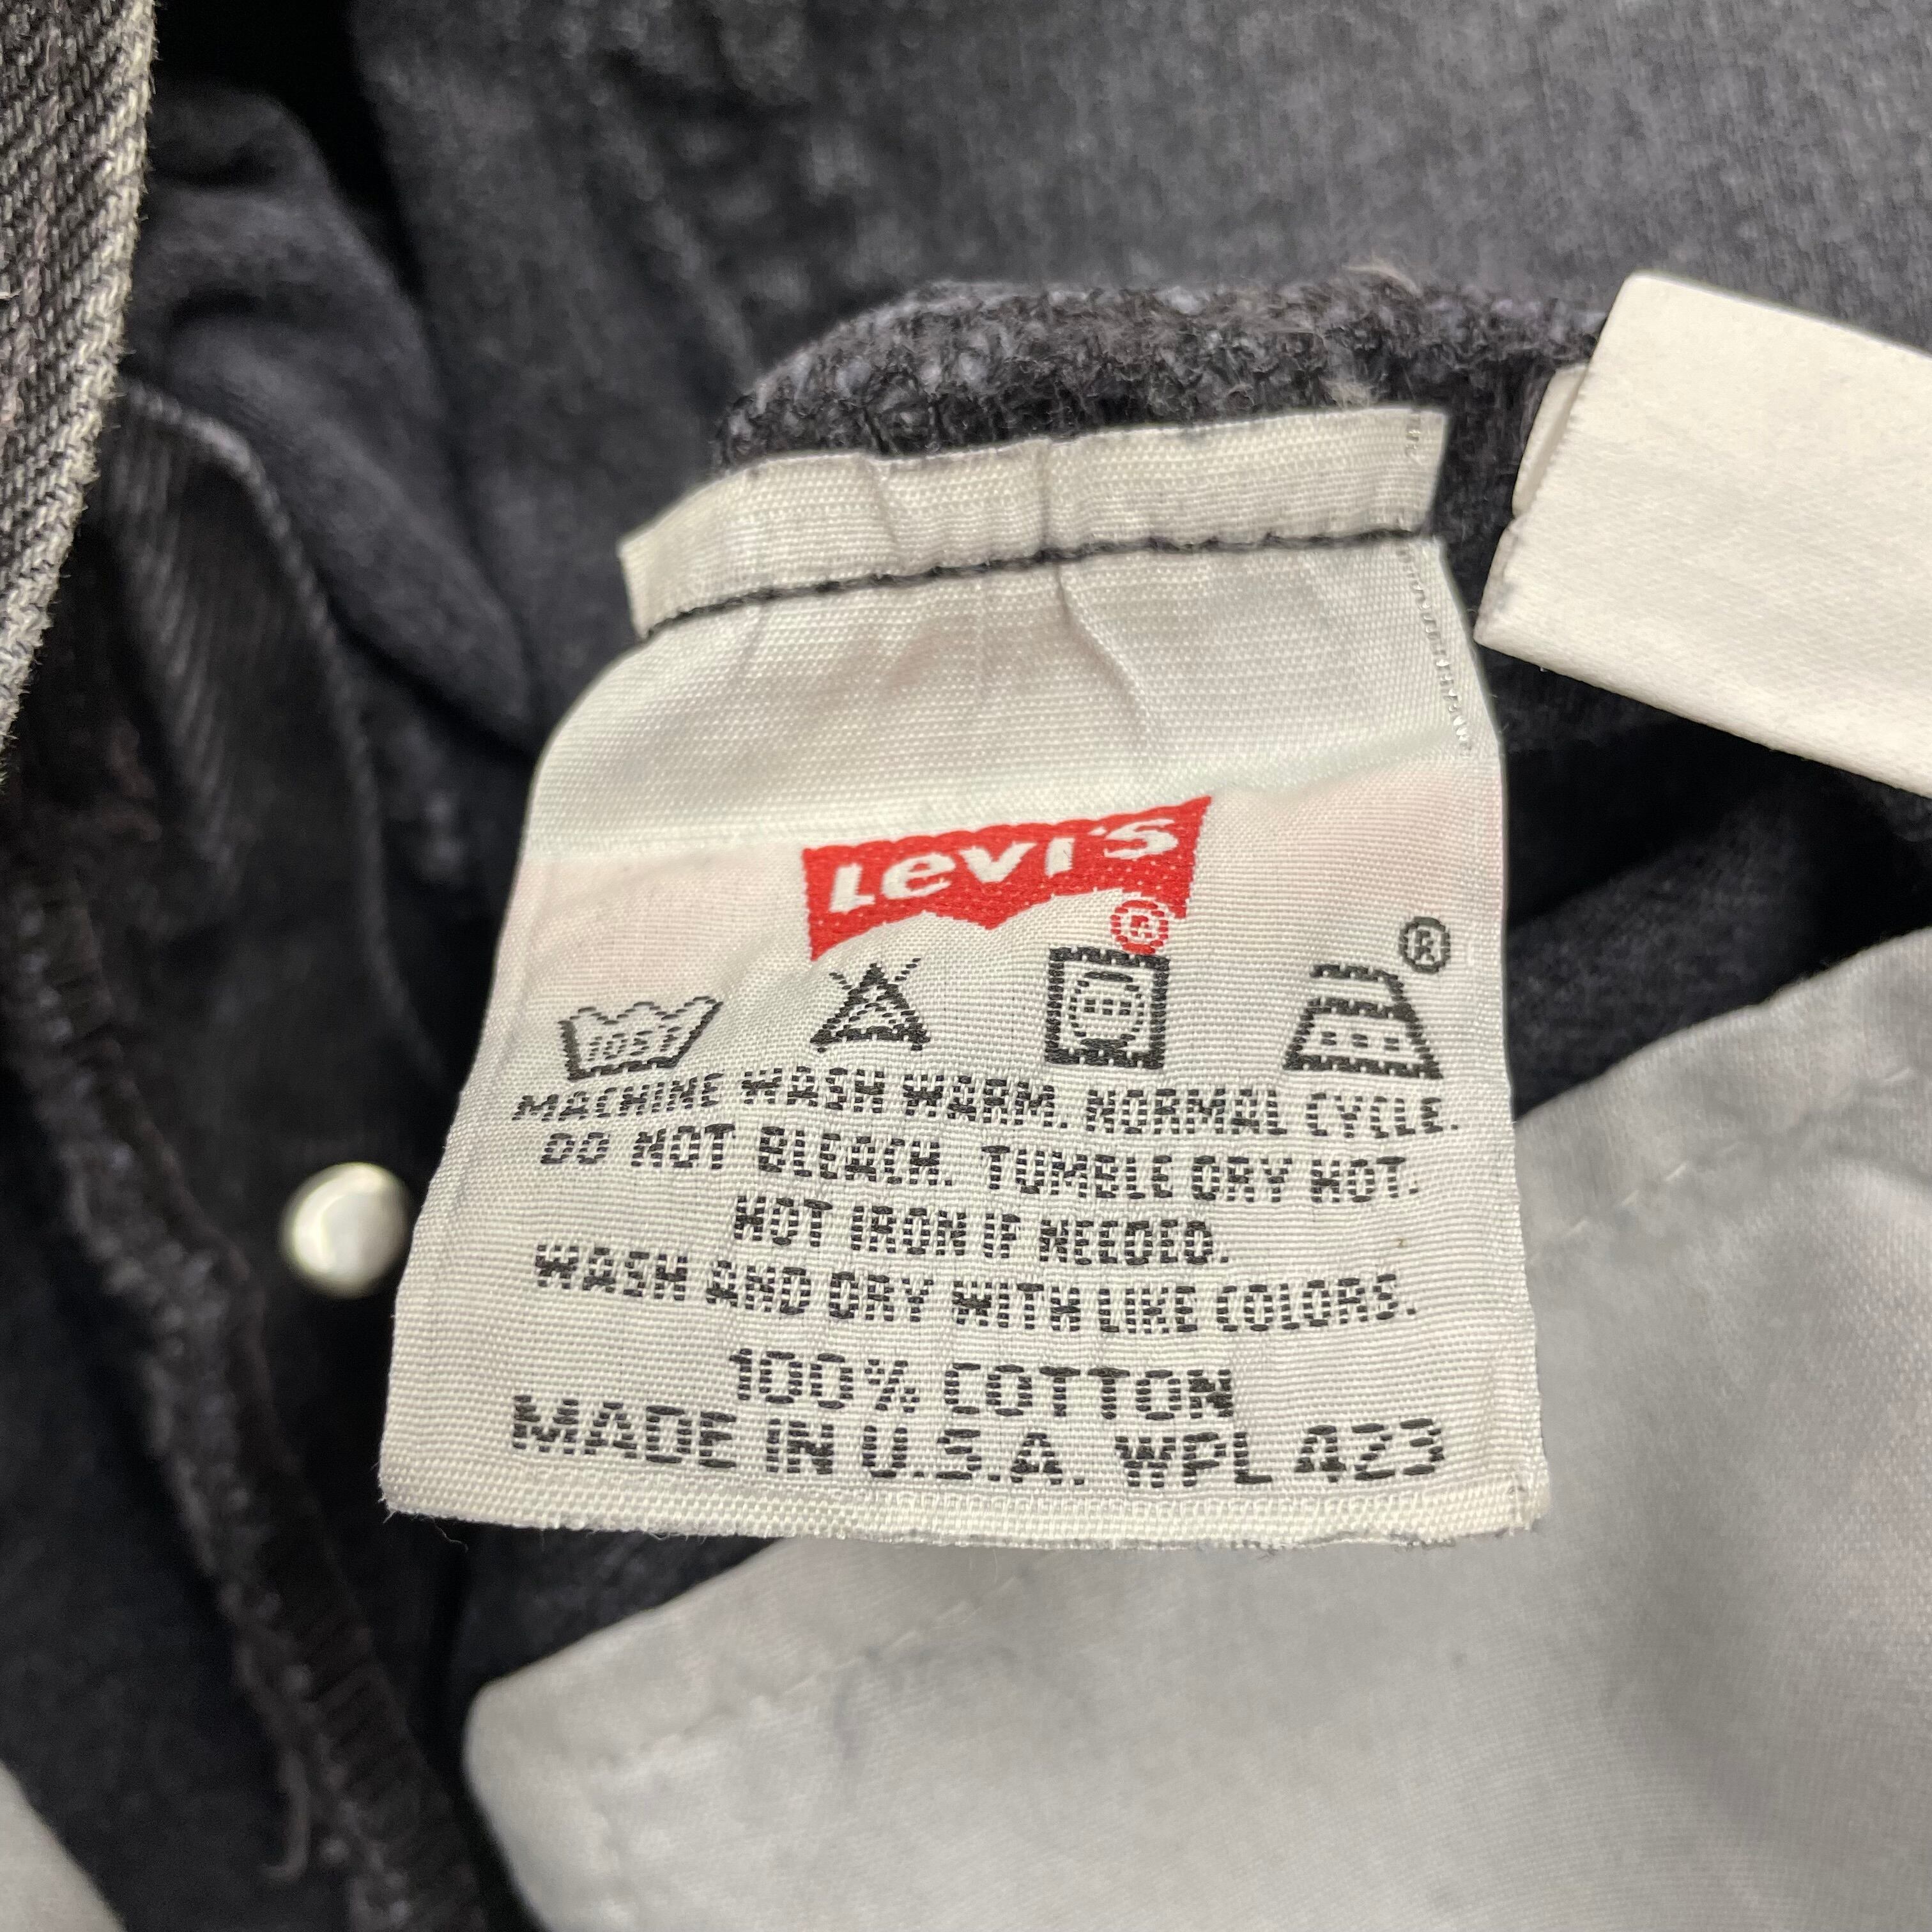 Levi's
®
®
105F
MACHINE WASH WARM. NORMAL CYCLE.
DO NOT BLEACH. TUMBLE DRY HOT.
HOT IRON IF NEEDED.
WASH AND DRY WITH LIKE COLORS.
100% COTTON
MADE IN U.S.A. WPL 423